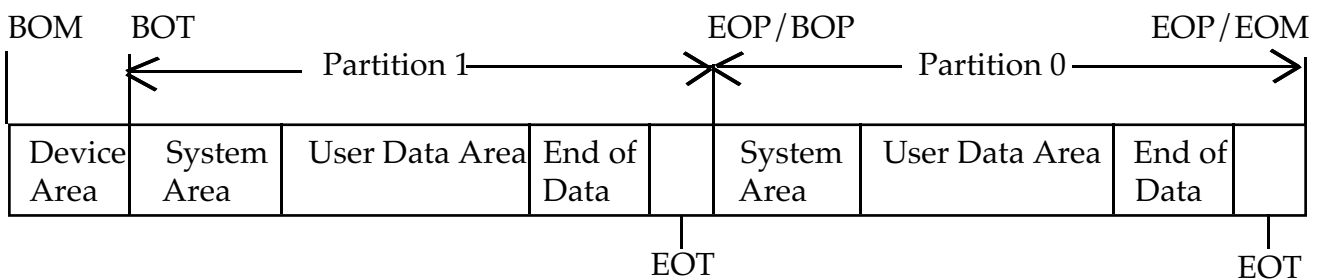 BOM BOT EOP/BOP EOP/EOM
Partition 1 Partition 0
Device System User Data Area End of System User Data Area End of
Area Area Data Area Data
EOT EOT